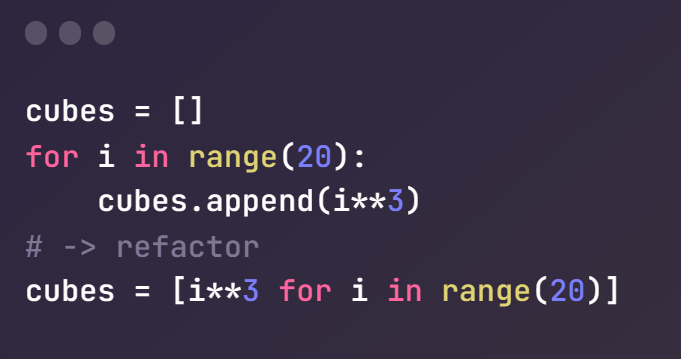 cubes = []
for i in range(20):
    cubes.append(i**3)
# -> refactor
cubes = [i**3 for i in range(20)]